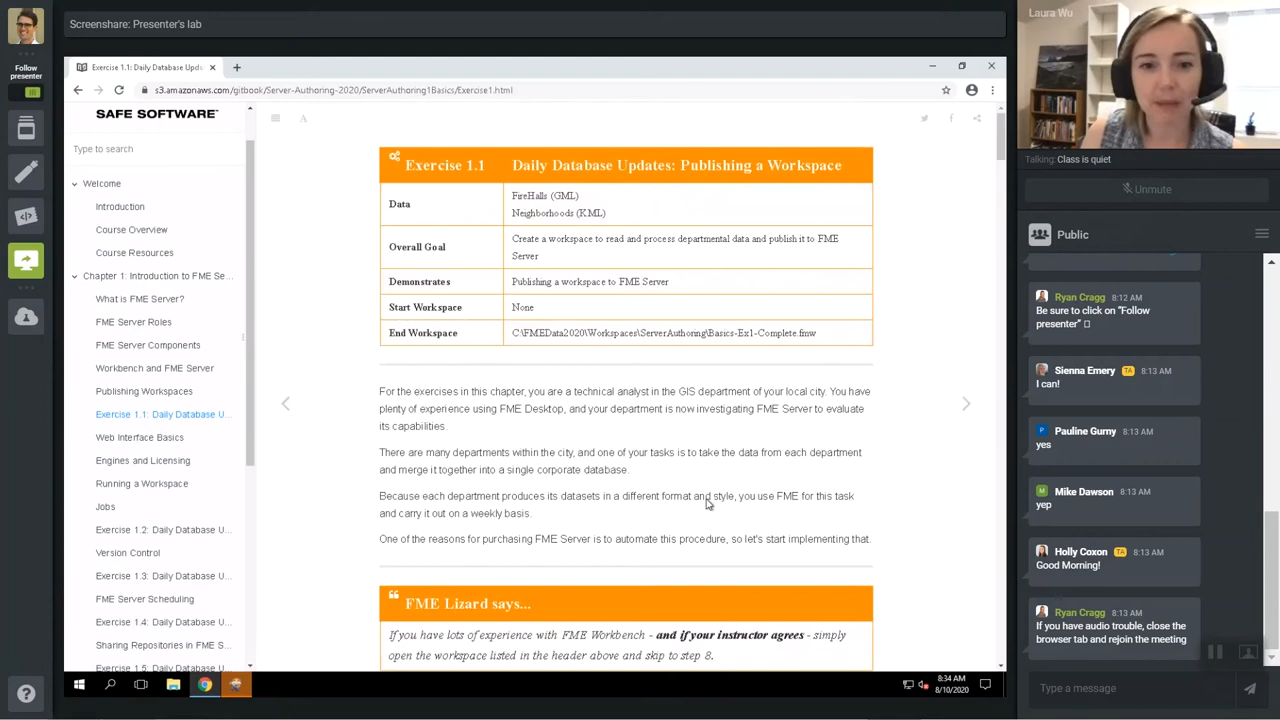 Screenshare: Presenter's lab
Follow
presenter
Exercise 1.1: Daily Database Upd
s3.amazonaws.com/gitbook/Server-Authoring-2020/ServerAuthoring1Basics/Exercise1.html
SAFE SOFTWARE™
Type to search
Welcome
Introduction
Course Overview
Course Resources
Chapter 1: Introduction to FME Se...
What is FME Server?
FME Server Roles
FME Server Components
Workbench and FME Server
Publishing Workspaces
Exercise 1.1: Daily Database U...
Web Interface Basics
Engines and Licensing
Running a Workspace
Jobs
Exercise 1.2: Daily Database U...
Version Control
Exercise 1.3: Daily Database U...
FME Server Scheduling
Exercise 1.4: Daily Database U...
Sharing Repositories in FME S...
Exercise 1.5: Daily Database U...
A
Exercise 1.1 Daily Database Updates: Publishing a Workspace
Data
FireHalls (GML)
Neighborhoods (KML)
Overall Goal
Create a workspace to read and process departmental data and publish it to FME
Server
Demonstrates
Publishing a workspace to FME Server
Start Workspace
None
End Workspace
C:\FMEData2020\Workspaces\ServerAuthoring\Basics-Ex1-Complete.fmw
For the exercises in this chapter, you are a technical analyst in the GIS department of your local city. You have
plenty of experience using FME Desktop, and your department is now investigating FME Server to evaluate
its capabilities.
There are many departments within the city, and one of your tasks is to take the data from each department
and merge it together into a single corporate database.
Because each department produces its datasets in a different format and style, you use FME for this task
and carry it out on a weekly basis.
One of the reasons for purchasing FME Server is to automate this procedure, so let's start implementing that.
FME Lizard says...
If you have lots of experience with FME Workbench - and if your instructor agrees - simply
open the workspace listed in the header above and skip to step 8.
8:34 AM
8/10/2020
Laura Wu
Talking: Class is quiet
Unmute
Public
Ryan Cragg 8:12 AM
Be sure to click on "Follow
presenter"
Sienna Emery TA 8:13 AM
I can!
P
Pauline Gurny 8:13 AM
yes
M
Mike Dawson 8:13 AM
yep
Holly Coxon TA 8:13 AM
Good Morning!
Ryan Cragg 8:13 AM
If you have audio trouble, close the
browser tab and rejoin the meeting
Type a message